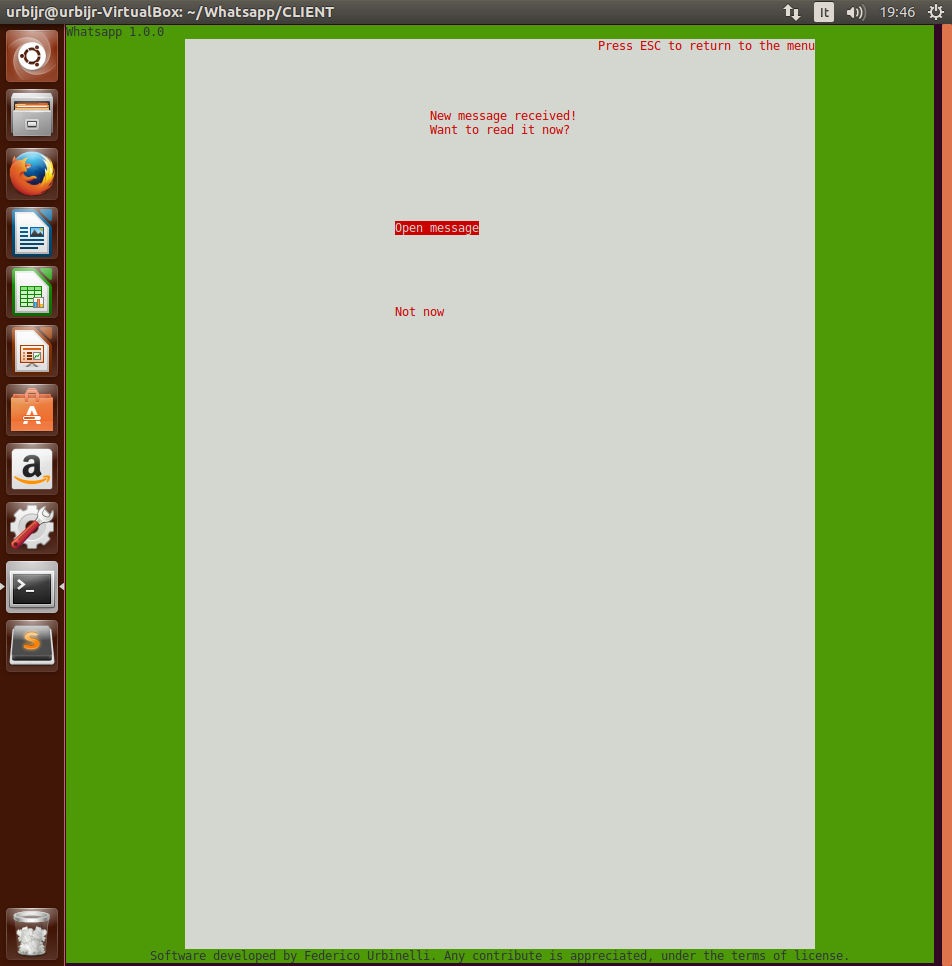 urbijr@urbijr-VirtualBox: ~/Whatsapp/CLIENT
It
19:46
Whatsapp 1.0.0
Press ESC to return to the menu
New message received!
Want to read it now?
Open message
Not now
Software developed by Federico Urbinelli. Any contribute is appreciated, under the terms of license.